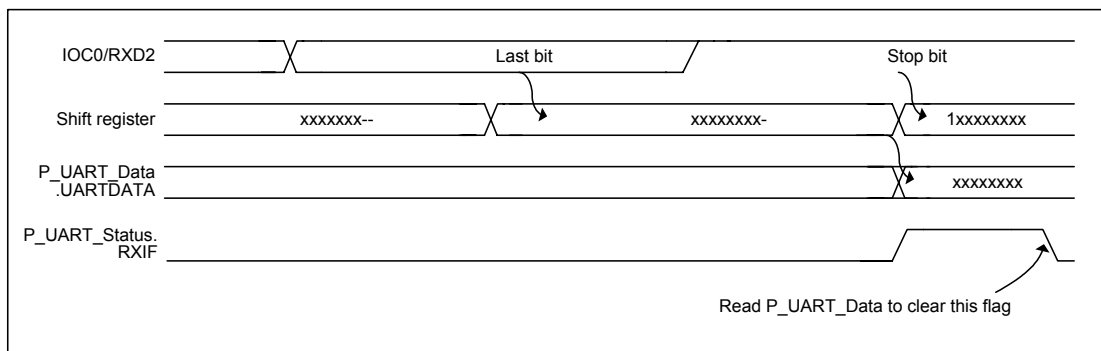 IOC0/RXD2
Last bit
Stop bit
Shift register
xxxxxxx--
xxxxxxxx-
1xxxxxxxx
P_UART_Data
.UARTDATA
xxxxxxxx
P_UART_Status.
RXIF
Read P_UART_Data to clear this flag